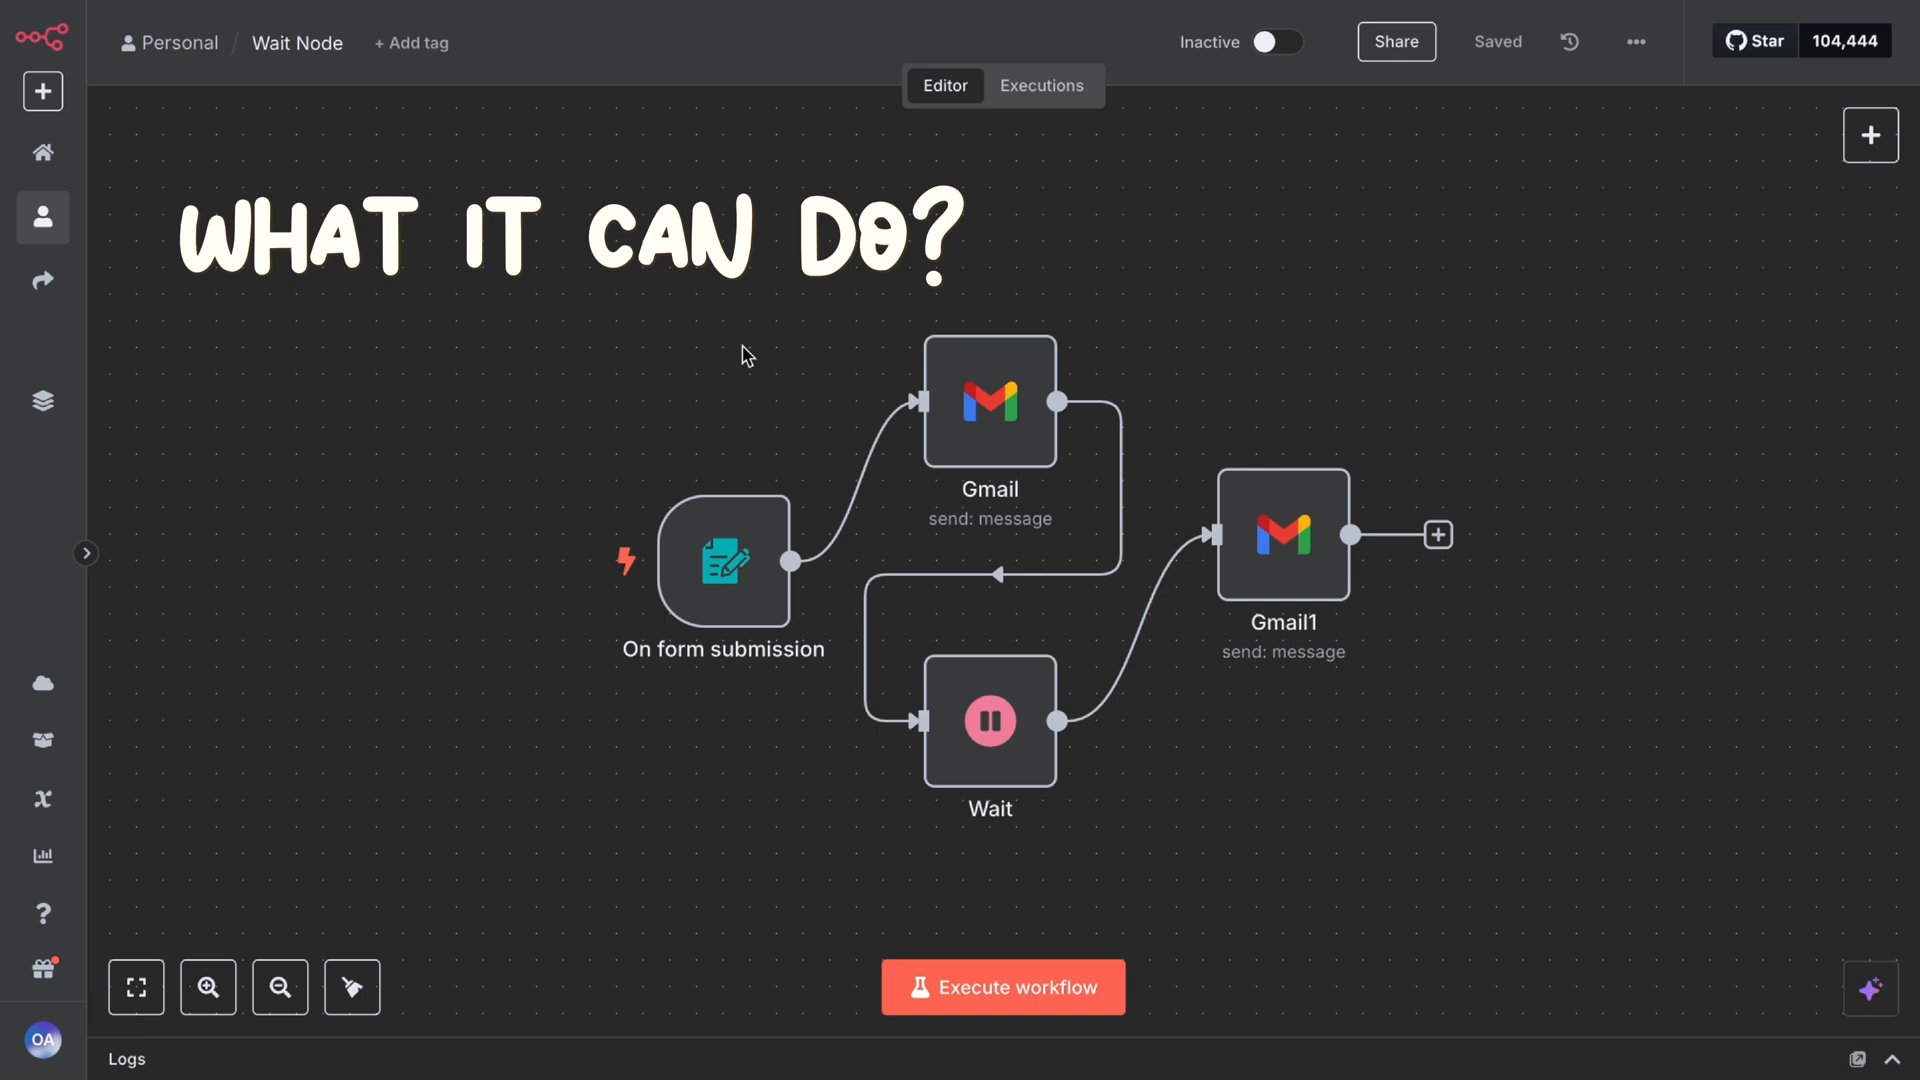 Personal / Wait Node + Add tag
Inactive
Share
Saved
Star 104,444
Editor Executions
WHAT IT CAN DO?
Gmail
send: message
On form submission
Gmail1
send: message
Wait
Execute workflow
OA
Logs